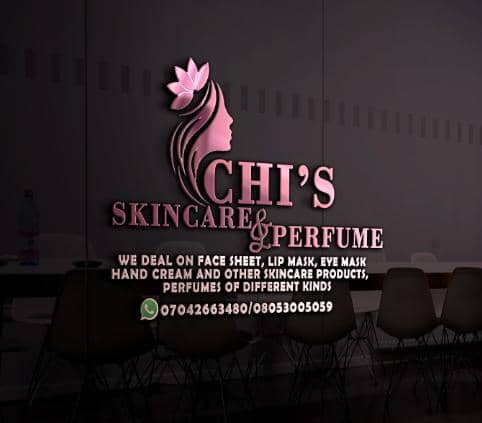 CHI'S
SKINCARE & PERFUME
WE DEAL ON FACE SHEET, LIP MASK, EYE MASK
HAND CREAM AND OTHER SKINCARE PRODUCTS,
PERFUMES OF DIFFERENT KINDS
07042663480/08053005059